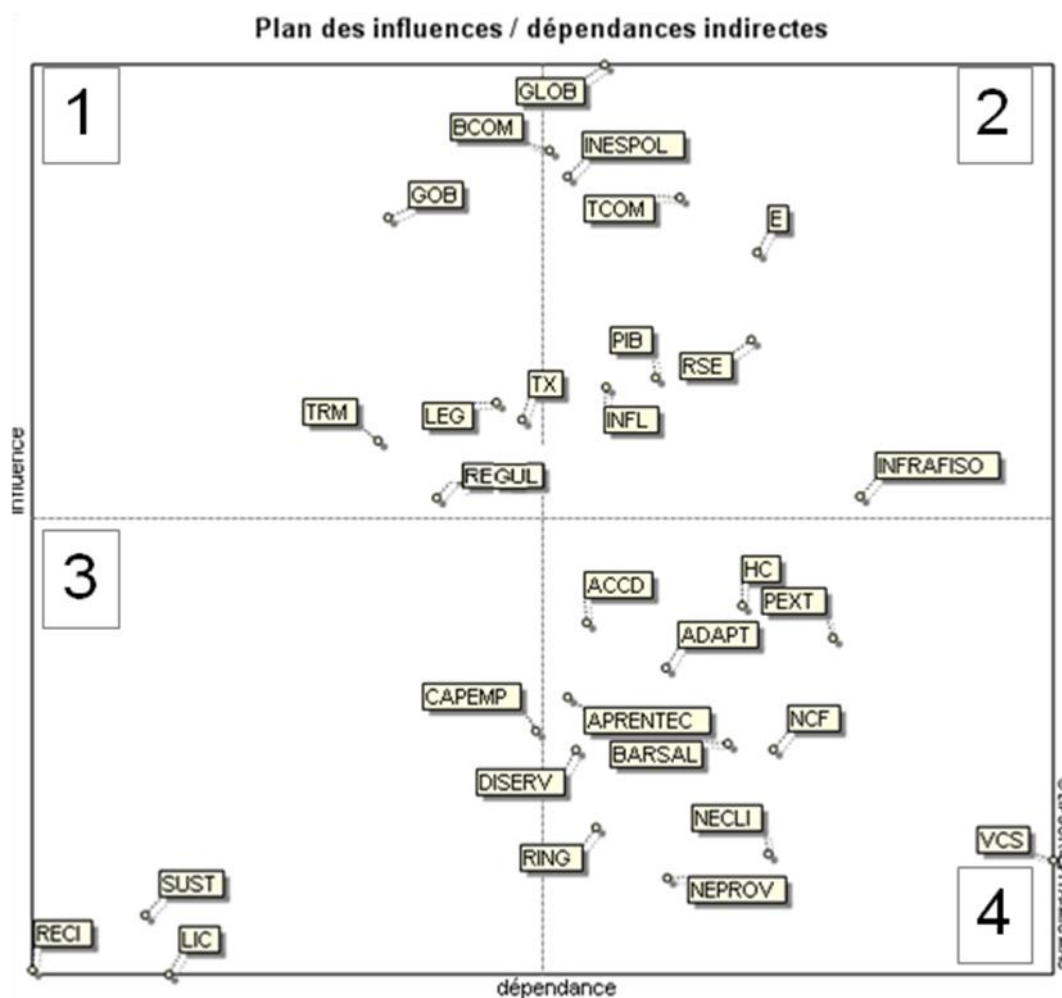 Plan des influences / dépendances indirectes
1
2
GLOB
BCOM
INESPOL
GOB
TCOM
E
PIB
RSE
TX
TRM
LEG
INFL
REGUL
INFRAFISO
influence
3
ACCD
HC
PEXT
ADAPT
CAPEMP
APRENTEC
NCF
BARSAL
DISERV
NECLI
VCS
RING
SUST
NEPROV
4
RECI
LIC
dépendance